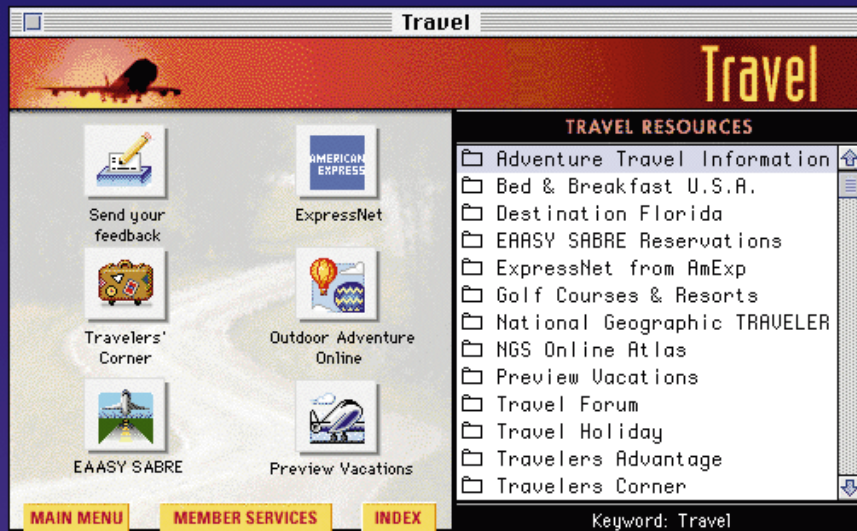 Travel
Travel
Send your
feedback
AMERICAN
EXPRESS
ExpressNet
Travelers'
Corner
Outdoor Adventure
Online
EAASY SABRE
Preview Vacations
MAIN MENU
MEMBER SERVICES
INDEX
TRAVEL RESOURCES
Adventure Travel Information
Bed & Breakfast U.S.A.
Destination Florida
EAASY SABRE Reservations
ExpressNet from AmExp
Golf Courses & Resorts
National Geographic TRAVELER
NGS Online Atlas
Preview Vacations
Travel Forum
Travel Holiday
Travelers Advantage
Travelers Corner
Keyword: Travel